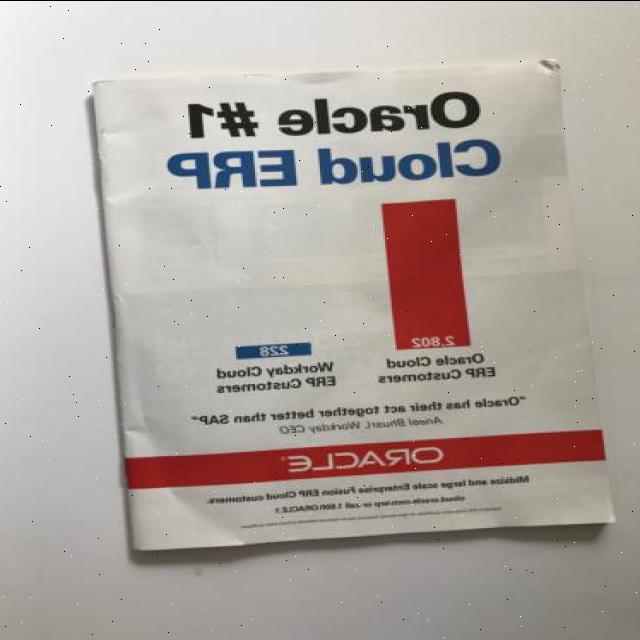 Oracle #1
Cloud ERP
2,802
Oracle Cloud
ERP Customers
228
Workday Cloud
ERP Customers
"Oracle has their act together better than SAP"
Aneel Bhusri, Workday CEO
ORACLE
Midsize and large scale Enterprise Fusion ERP Cloud customers.
cloud.oracle.com/erp or call 1.800.ORACLE.1